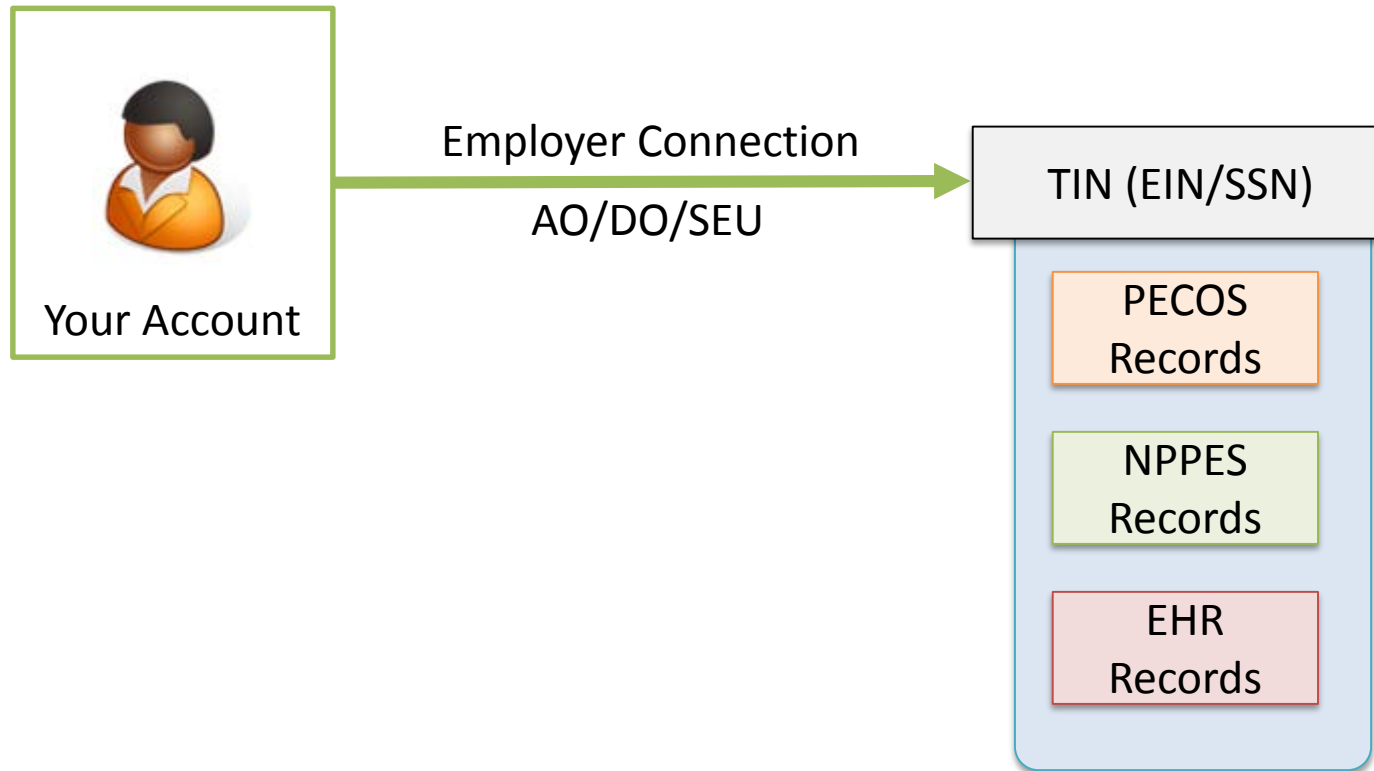 Your Account
Employer Connection
AO/DO/SEU
TIN (EIN/SSN)
PECOS
Records
NPPES
Records
EHR
Records